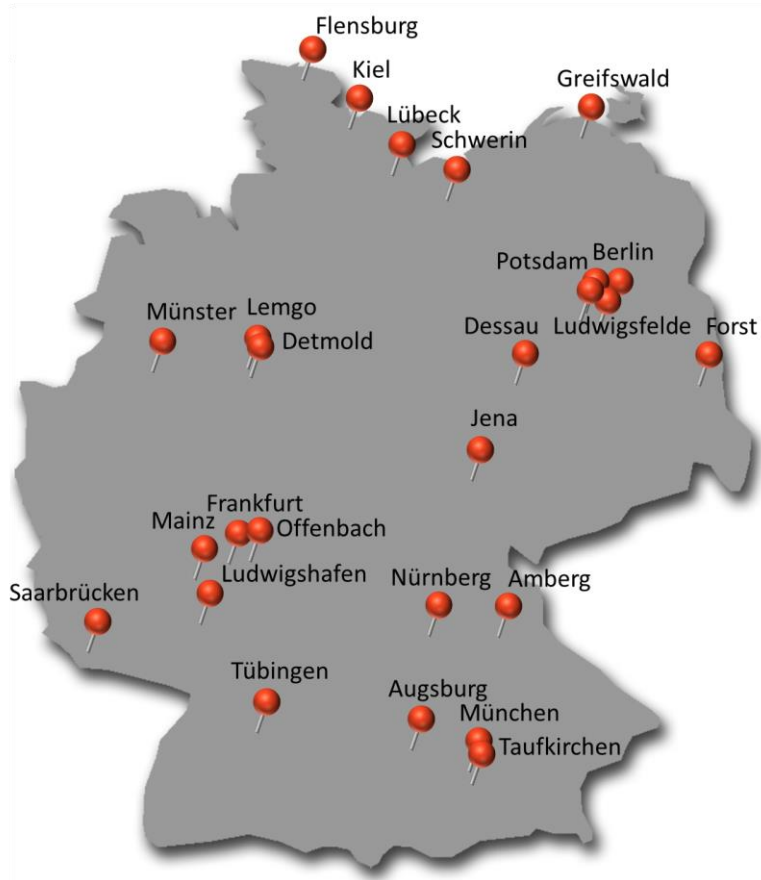 Flensburg
Kiel
Greifswald
Lübeck
Schwerin
Potsdam
Berlin
Münster
Lemgo
Detmold
Dessau
Ludwigsfelde
Forst
Jena
Frankfurt
Mainz
Offenbach
Ludwigshafen
Nürnberg
Amberg
Saarbrücken
Tübingen
Augsburg
München
Taufkirchen